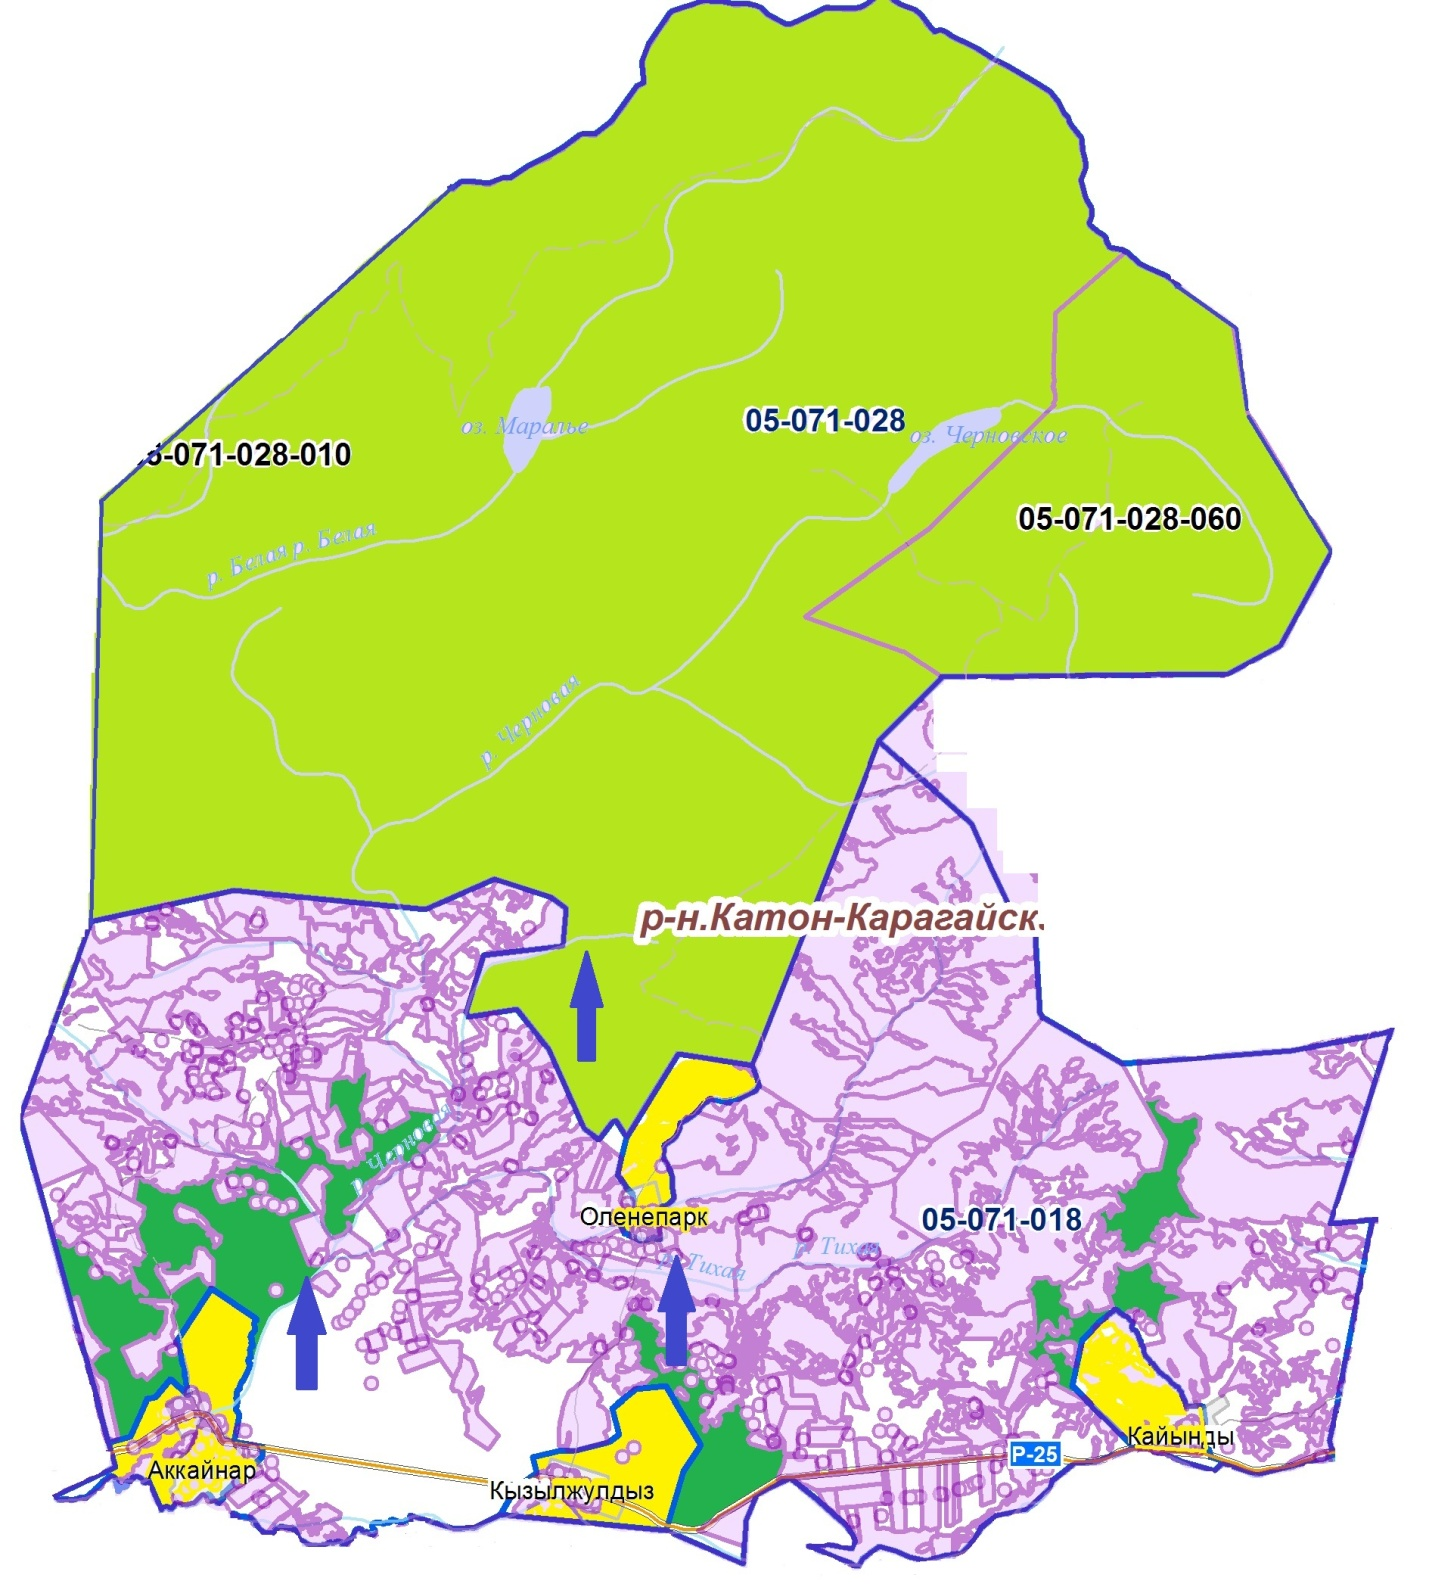 05-071-028
оз. Маралье
оз. Черновское
-071-028-010
05-071-028-060
р. Белая р. Белая
р. Черновая
р-н.Катон-Карагайск.
р. Черновая
Оленепарк
05-071-018
р. Тихая
р. Тихая
Кайынды
Р-25
Аккайнар
Кызылжулдыз